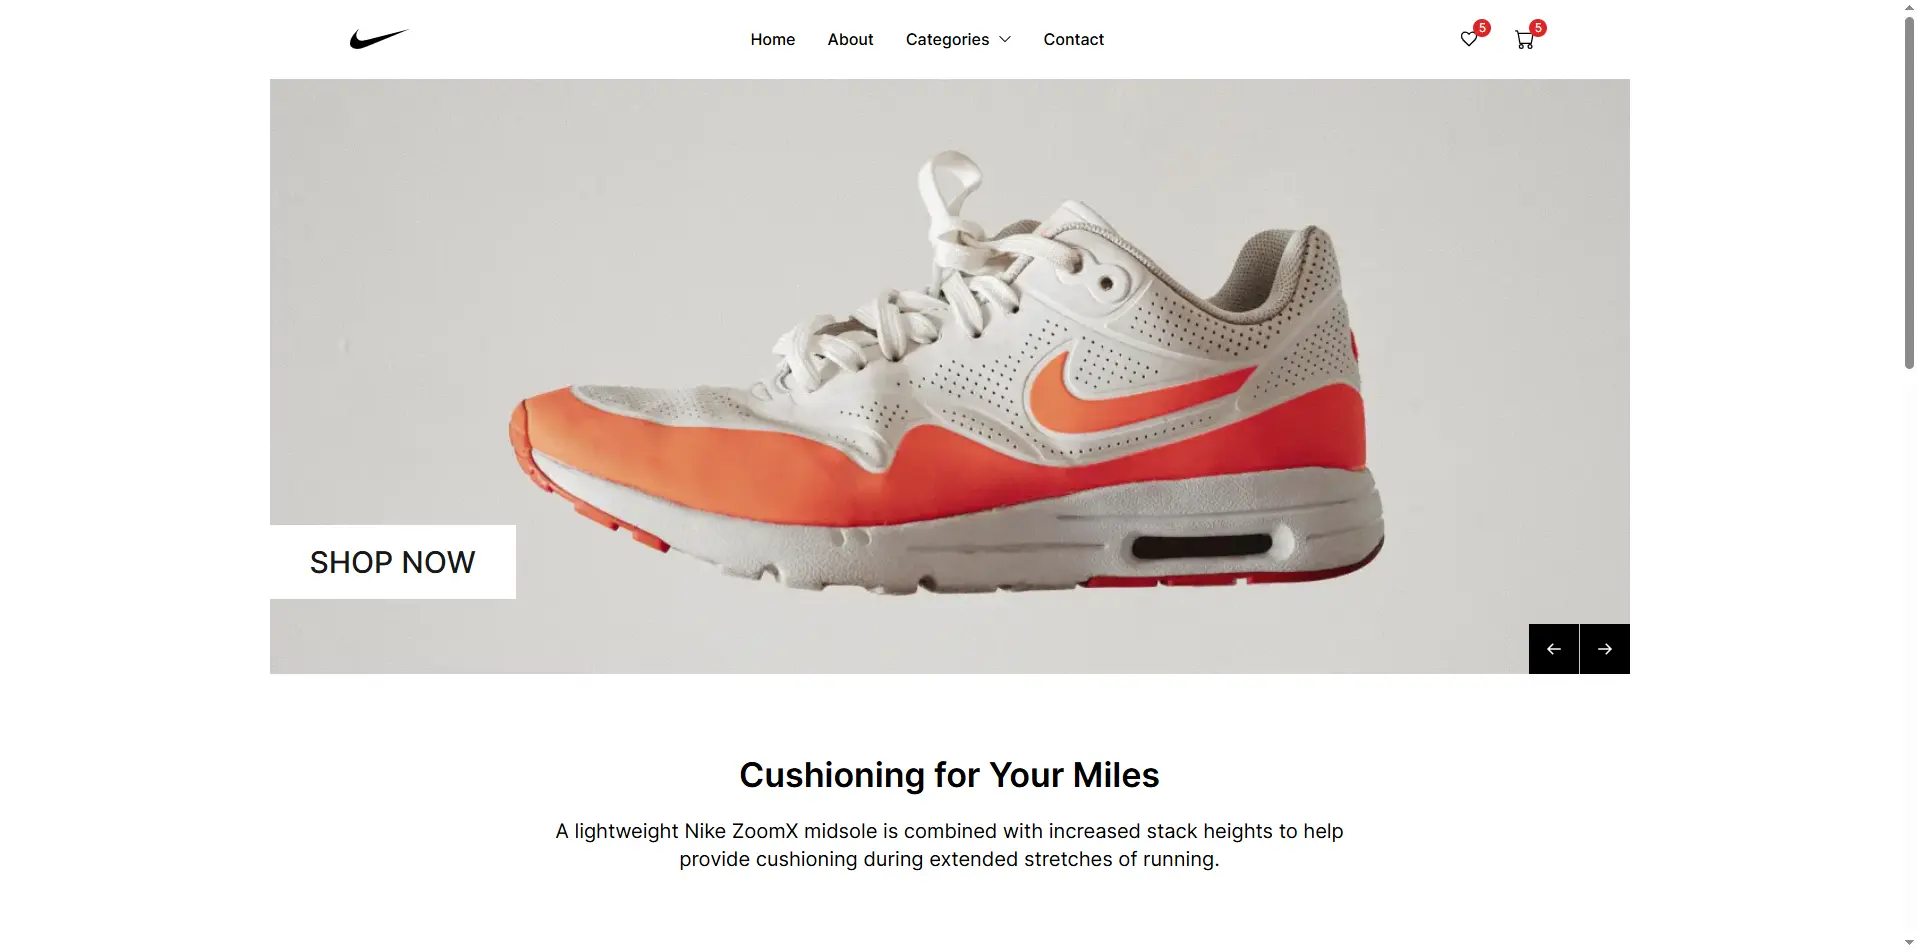 Home
About
Categories
Contact
5
5
SHOP NOW
Cushioning for Your Miles
A lightweight Nike ZoomX midsole is combined with increased stack heights to help
provide cushioning during extended stretches of running.